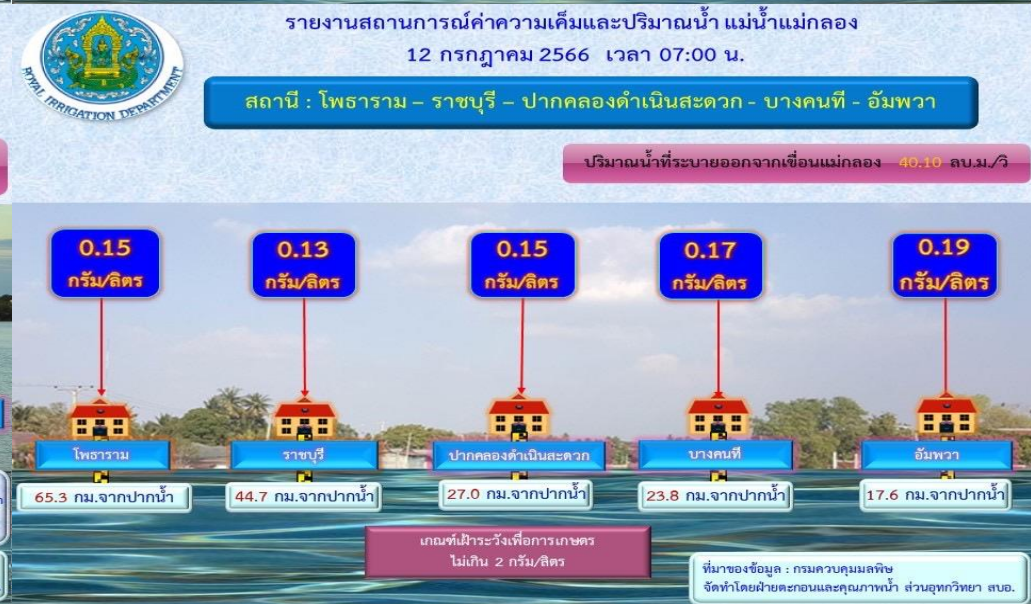 รายงานสถานการณ์ค่าความเค็มและปริมาณน้ำ แม่น้ำแม่กลอง
12 กรกฎาคม 2566 เวลา 07:00 น.
ROYAL IRRIGATION DEPARTMENT
สถานี : โพธาราม – ราชบุรี – ปากคลองดำเนินสะดวก - บางคนที - อัมพวา
ปริมาณน้ำที่ระบายออกจากเขื่อนแม่กลอง 40.10 ลบ.ม./วิ
0.15 กรัม/ลิตร
0.13 กรัม/ลิตร
0.15 กรัม/ลิตร
0.17 กรัม/ลิตร
0.19 กรัม/ลิตร
โพธาราม
ราชบุรี
ปากคลองดำเนินสะดวก
บางคนที
อัมพวา
65.3 กม.จากปากน้ำ
44.7 กม.จากปากน้ำ
27.0 กม.จากปากน้ำ
23.8 กม.จากปากน้ำ
17.6 กม.จากปากน้ำ
เกณฑ์เฝ้าระวังเพื่อการเกษตร
ไม่เกิน 2 กรัม/ลิตร
ที่มาของข้อมูล : กรมควบคุมมลพิษ
จัดทำโดยฝ่ายตะกอนและคุณภาพน้ำ ส่วนอุทกวิทยา สบอ.